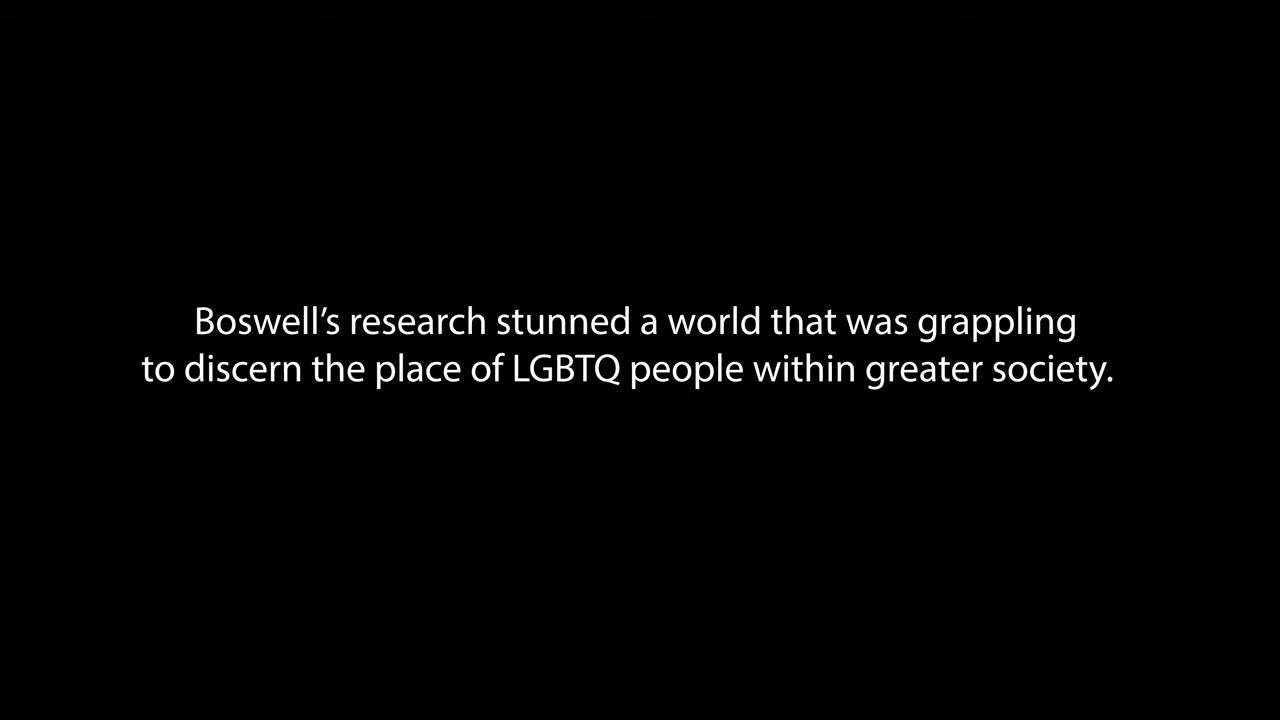 Boswell’s research stunned a world that was grappling
to discern the place of LGBTQ people within greater society.